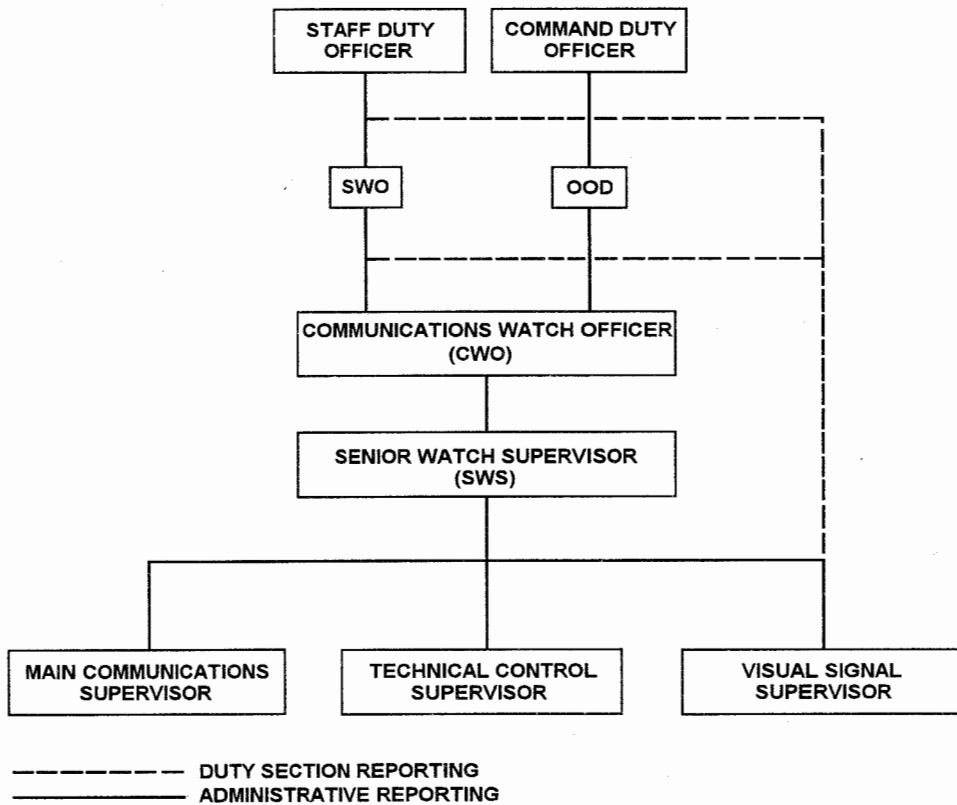 STAFF DUTY
OFFICER
COMMAND DUTY
OFFICER
SWO
OOD
COMMUNICATIONS WATCH OFFICER
(CWO)
SENIOR WATCH SUPERVISOR
(SWS)
MAIN COMMUNICATIONS
SUPERVISOR
TECHNICAL CONTROL
SUPERVISOR
VISUAL SIGNAL
SUPERVISOR
DUTY SECTION REPORTING
ADMINISTRATIVE REPORTING